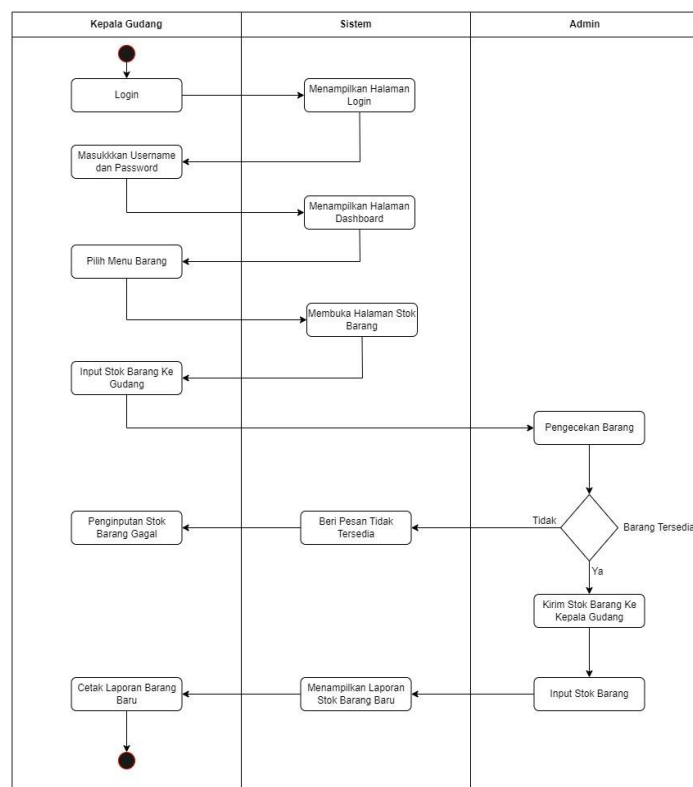 Kepala Gudang
Sistem
Admin
Login
Menampilkan Halaman
Login
Masukkkan Username
dan Password
Menampilkan Halaman
Dashboard
Pilih Menu Barang
Membuka Halaman Stok
Barang
Input Stok Barang Ke
Gudang
Pengecekan Barang
Penginputan Stok
Barang Gagal
Beri Pesan Tidak
Tersedia
Tidak
Barang Tersedia
Ya
Kirim Stok Barang Ke
Kepala Gudang
Cetak Laporan Barang
Baru
Menampilkan Laporan
Stok Barang Baru
Input Stok Barang